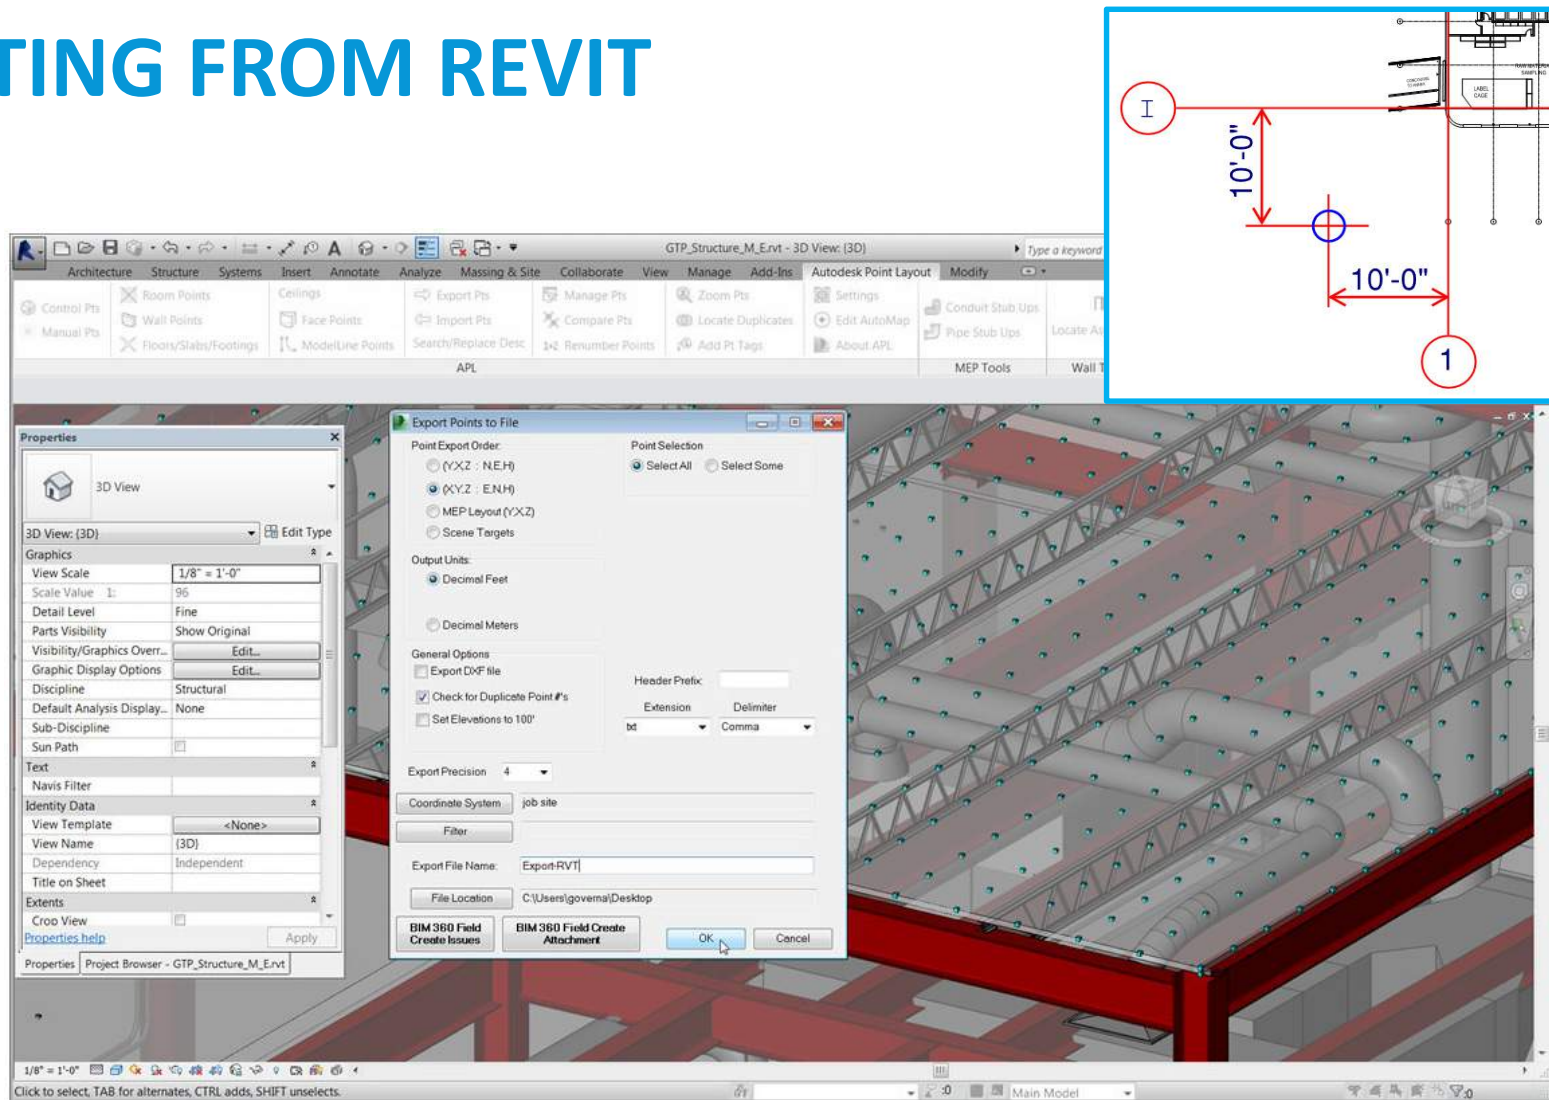 TING FROM REVIT
I
10'-0"
10'-0"
1
LABEL
CAGE
GTP_Structure_M_E.rvt - 3D View: {3D}
Type a keyword
Architecture Structure Systems Insert Annotate Analyze Massing & Site Collaborate View Manage Add-Ins Autodesk Point Layout Modify
Control Pts
Manual Pts
Room Points
Wall Points
Floors/Slabs/Footings
Ceilings
Face Points
ModelLine Points
Export Pts
Import Pts
Search/Replace Desc
Manage Pts
Compare Pts
Renumber Points
Zoom Pts
Locate Duplicates
Add Pt Tags
Settings
Edit AutoMap
About APL
Conduit Stub Ups
Pipe Stub Ups
Locate As
APL
MEP Tools
Wall T
Properties
3D View
3D View: {3D}
Edit Type
Graphics
View Scale 1/8" = 1'-0"
Scale Value 1: 96
Detail Level Fine
Parts Visibility Show Original
Visibility/Graphics Overr... Edit...
Graphic Display Options Edit...
Discipline Structural
Default Analysis Display... None
Sub-Discipline
Sun Path
Text
Navis Filter
Identity Data
View Template <None>
View Name {3D}
Dependency Independent
Title on Sheet
Extents
Crop View
Properties help
Apply
Properties Project Browser - GTP_Structure_M_E.rvt
Export Points to File
Point Export Order:
(Y,X,Z : N,E,H)
(X,Y,Z : E,N,H)
MEP Layout (Y,X,Z)
Scene Targets
Point Selection
Select All Select Some
Output Units:
Decimal Feet
Decimal Meters
General Options
Export DXF file
Check for Duplicate Point #'s
Set Elevations to 100'
Header Prefix:
Extension Delimiter
txt Comma
Export Precision 4
Coordinate System job site
Filter
Export File Name: Export-RVT
File Location C:\Users\governa\Desktop
BIM 360 Field
Create Issues
BIM 360 Field Create
Attachment
OK
Cancel
1/8" = 1'-0"
Click to select, TAB for alternates, CTRL adds, SHIFT unselects.
:0
Main Model
:0